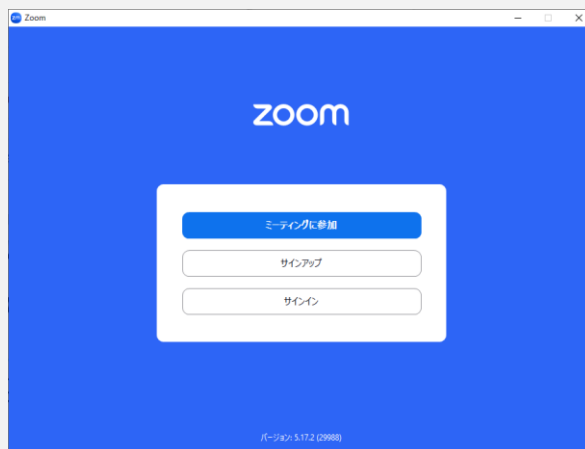 Zoom
zoom
ミーティングに参加
サインアップ
サインイン
バージョン: 5.17.2 (29988)